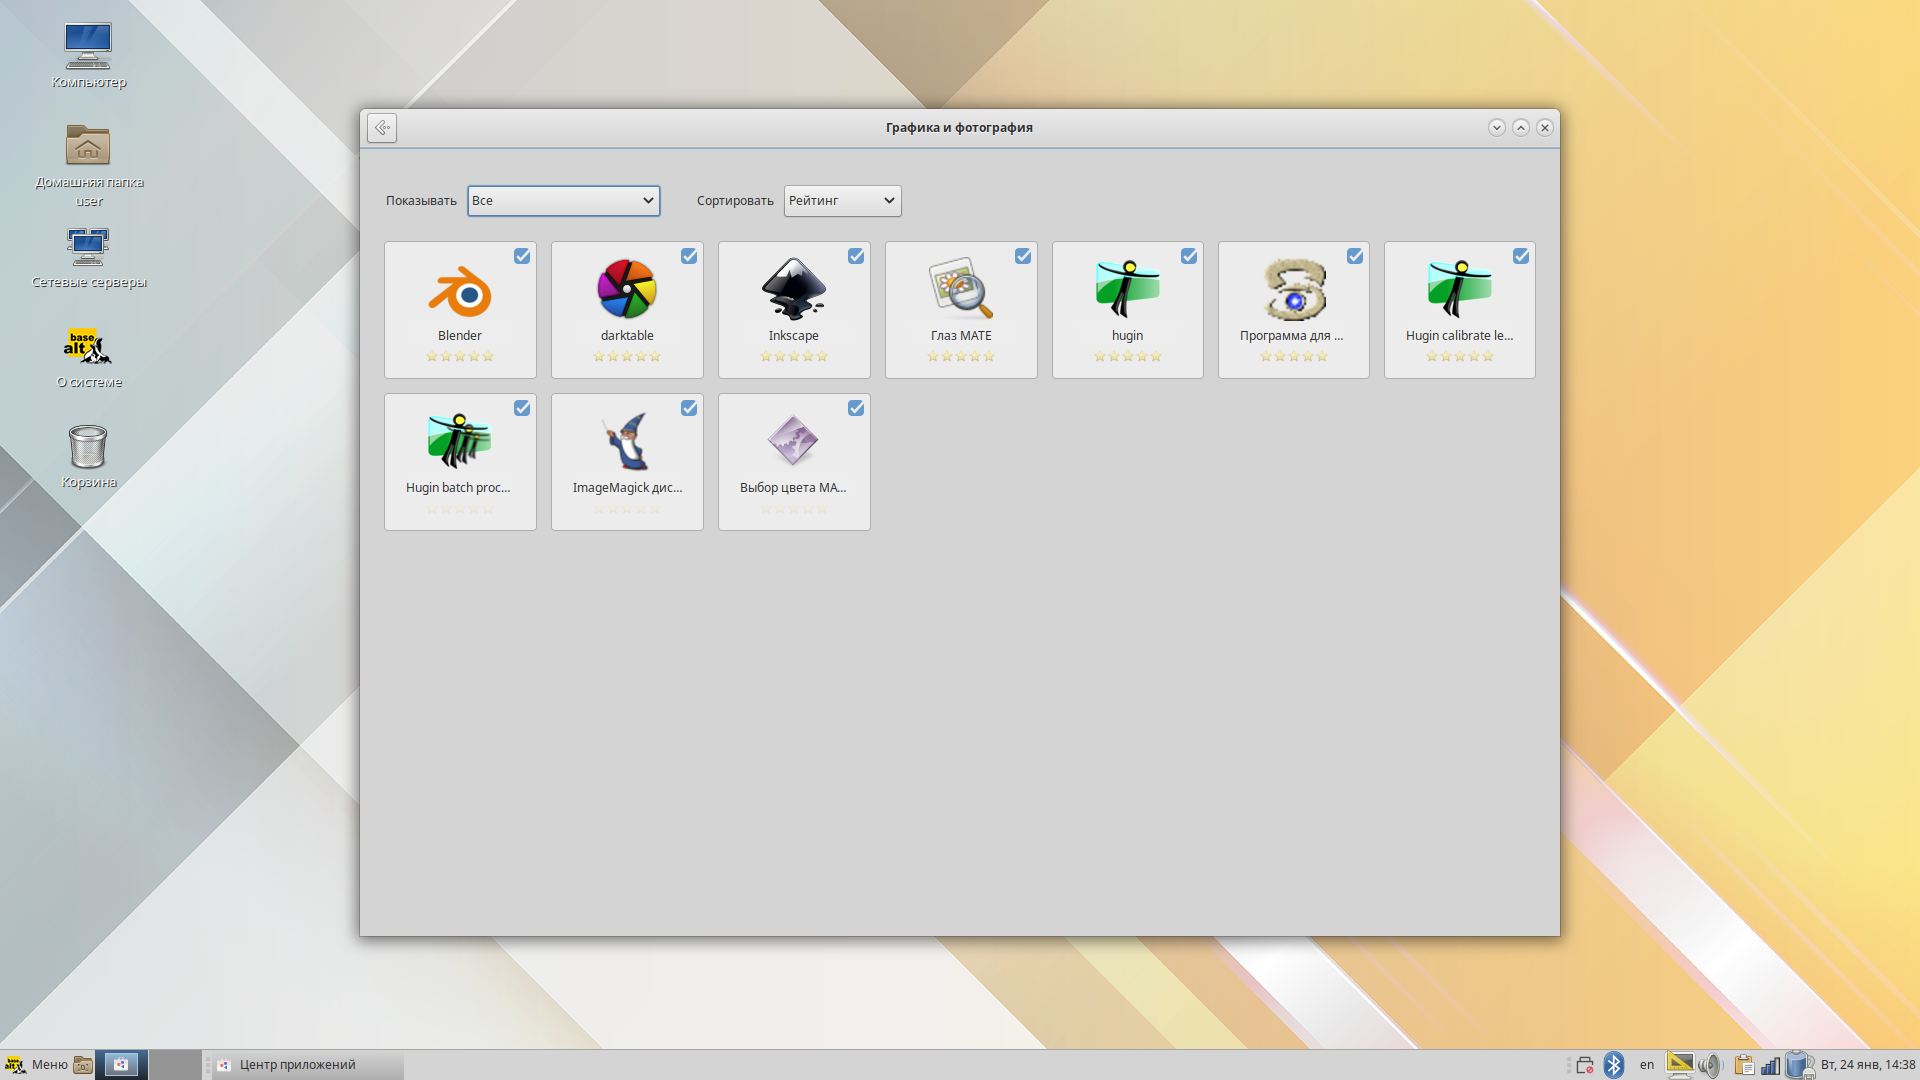 Компьютер
Домашняя папка
user
Сетевые серверы
base
alt
О системе
Корзина
Графика и фотография
Показывать
Все
Сортировать
Рейтинг
Blender
darktable
Inkscape
Глаз MATE
hugin
Программа для ...
Hugin calibrate le...
Hugin batch proc...
ImageMagick дис...
Выбор цвета MA...
base
alt
Меню
Центр приложений
en
Вт, 24 янв, 14:38